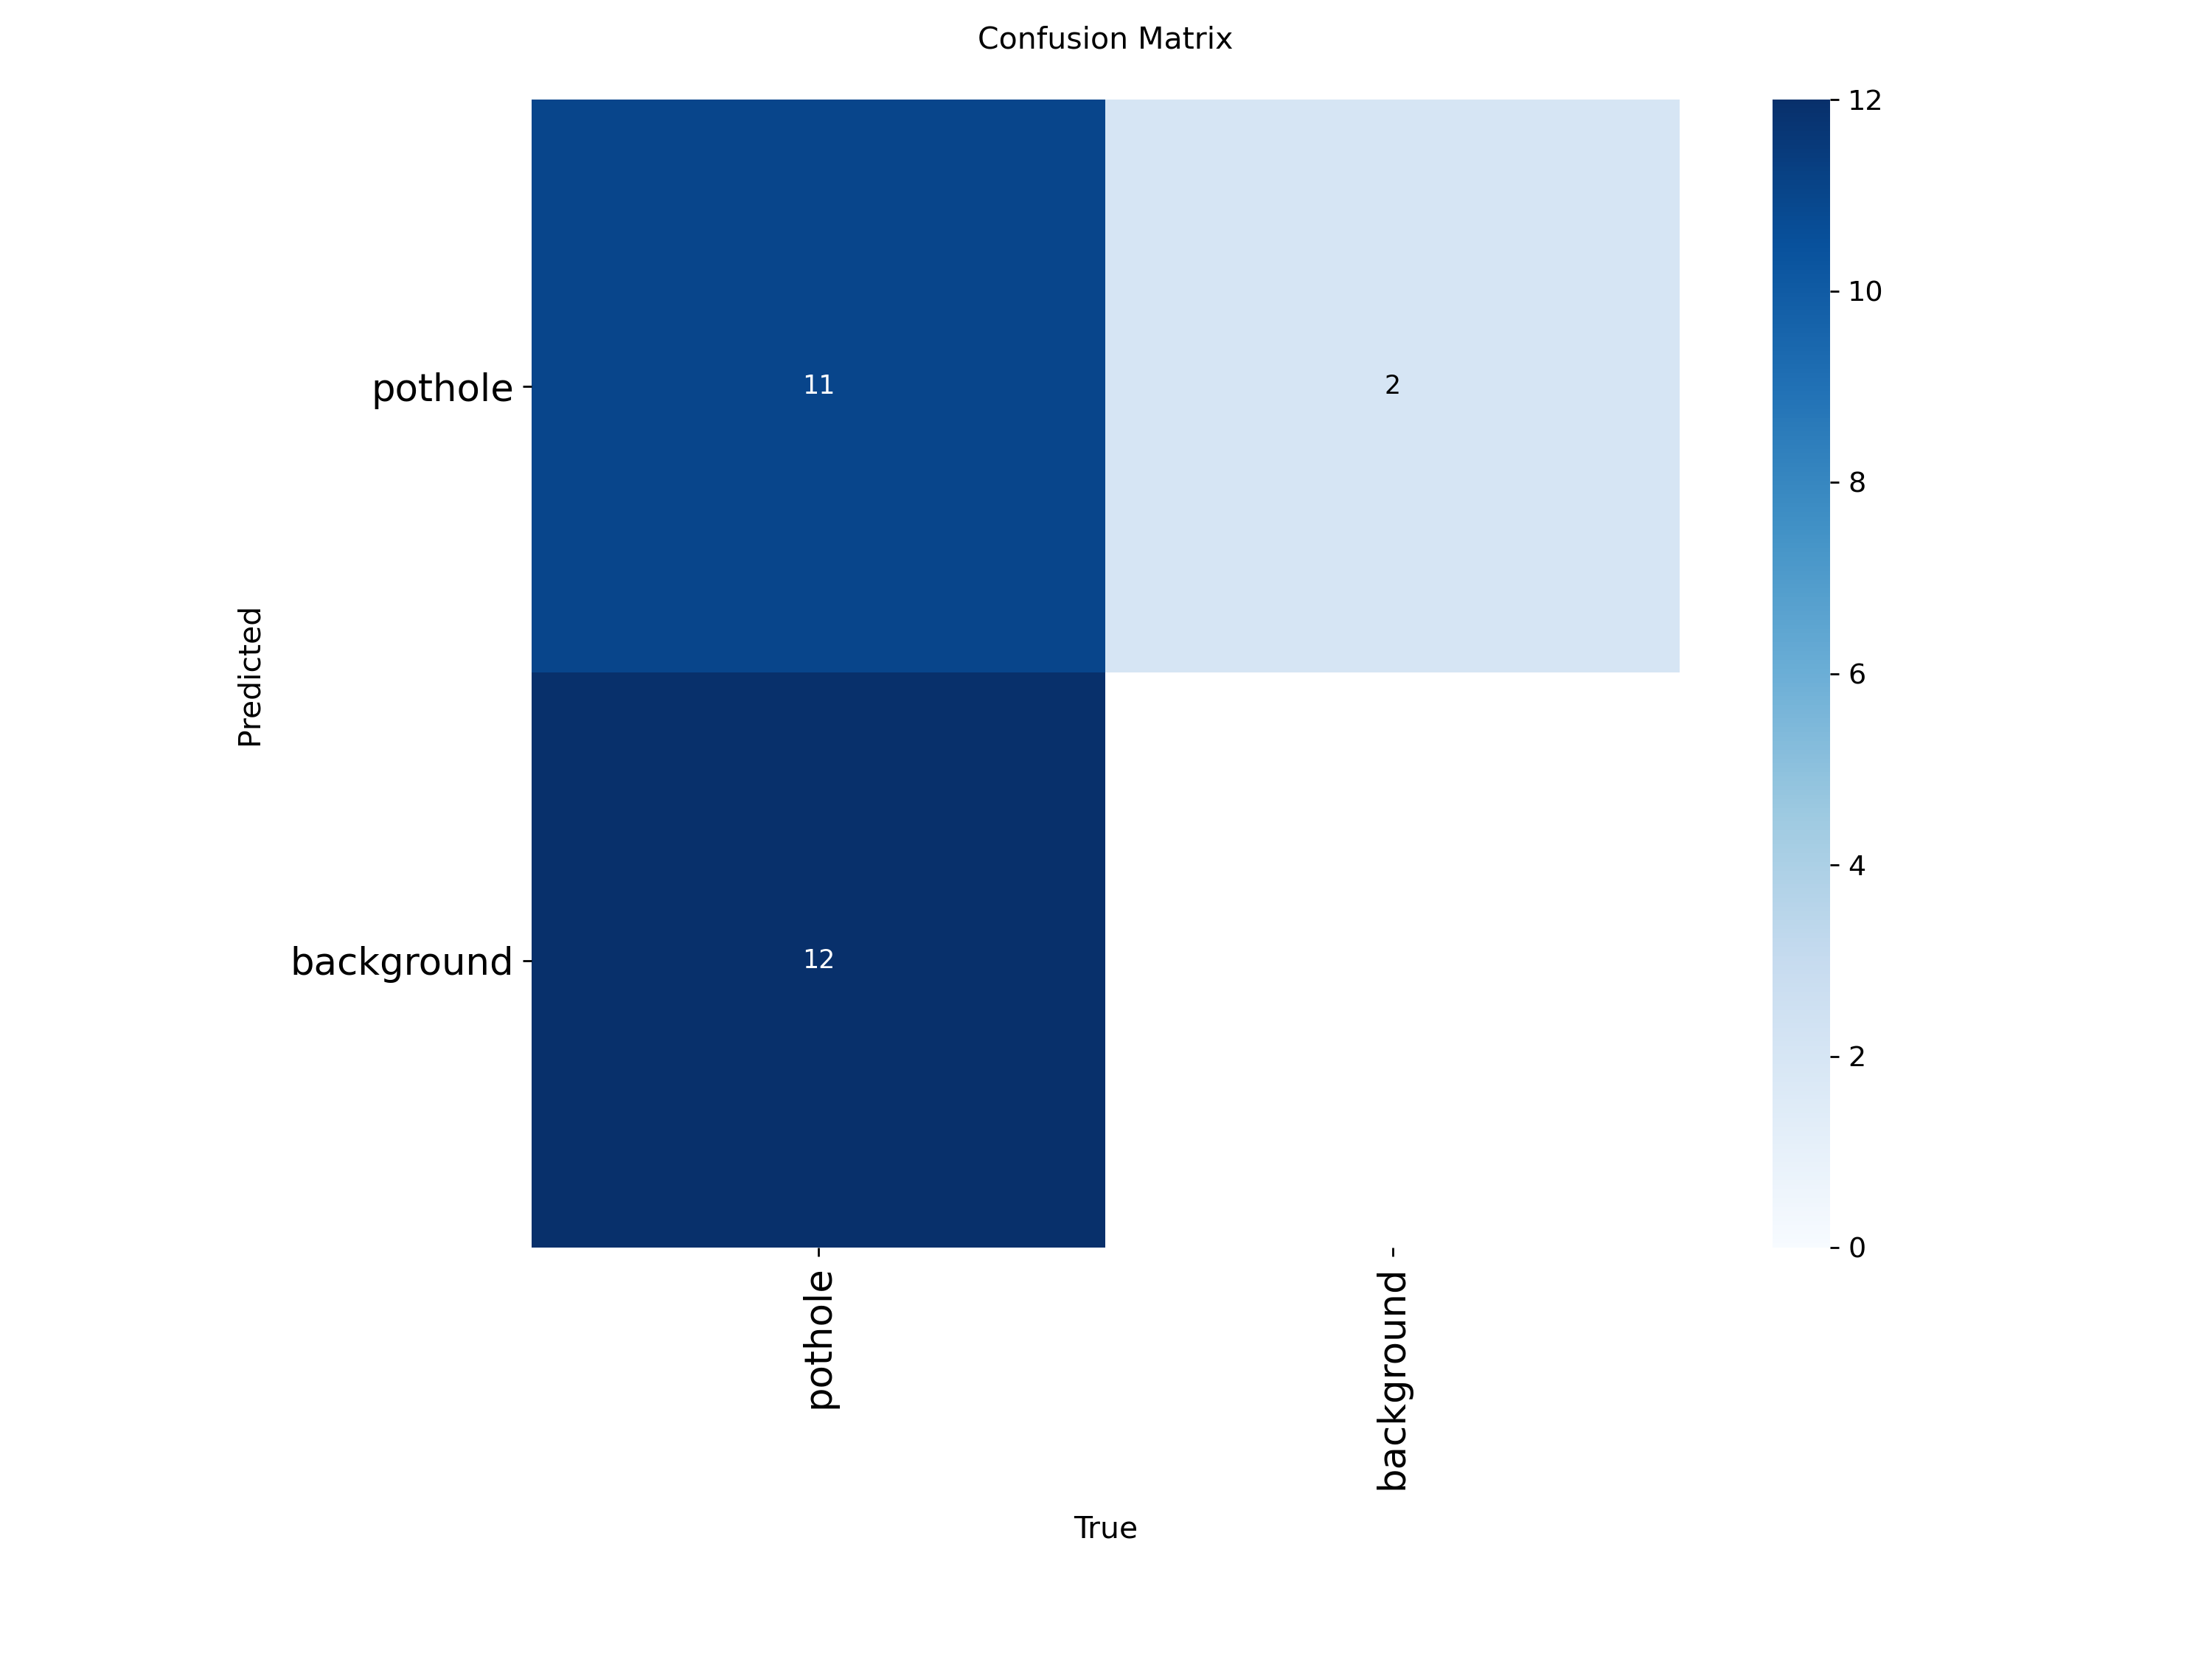 Confusion Matrix
Predicted
pothole
11
2
background
12
pothole
background
True
12
10
8
6
4
2
0